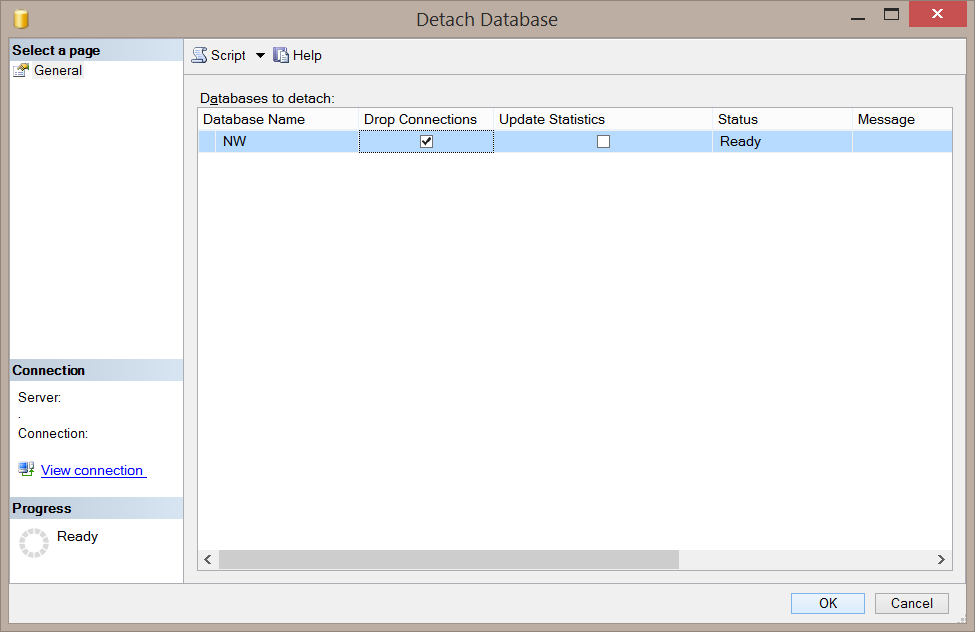 Detach Database
Select a page
General
Script Help
Databases to detach:
Database Name Drop Connections Update Statistics Status Message
NW Ready
Connection
Server:
.
Connection:
View connection
Progress
Ready
OK Cancel